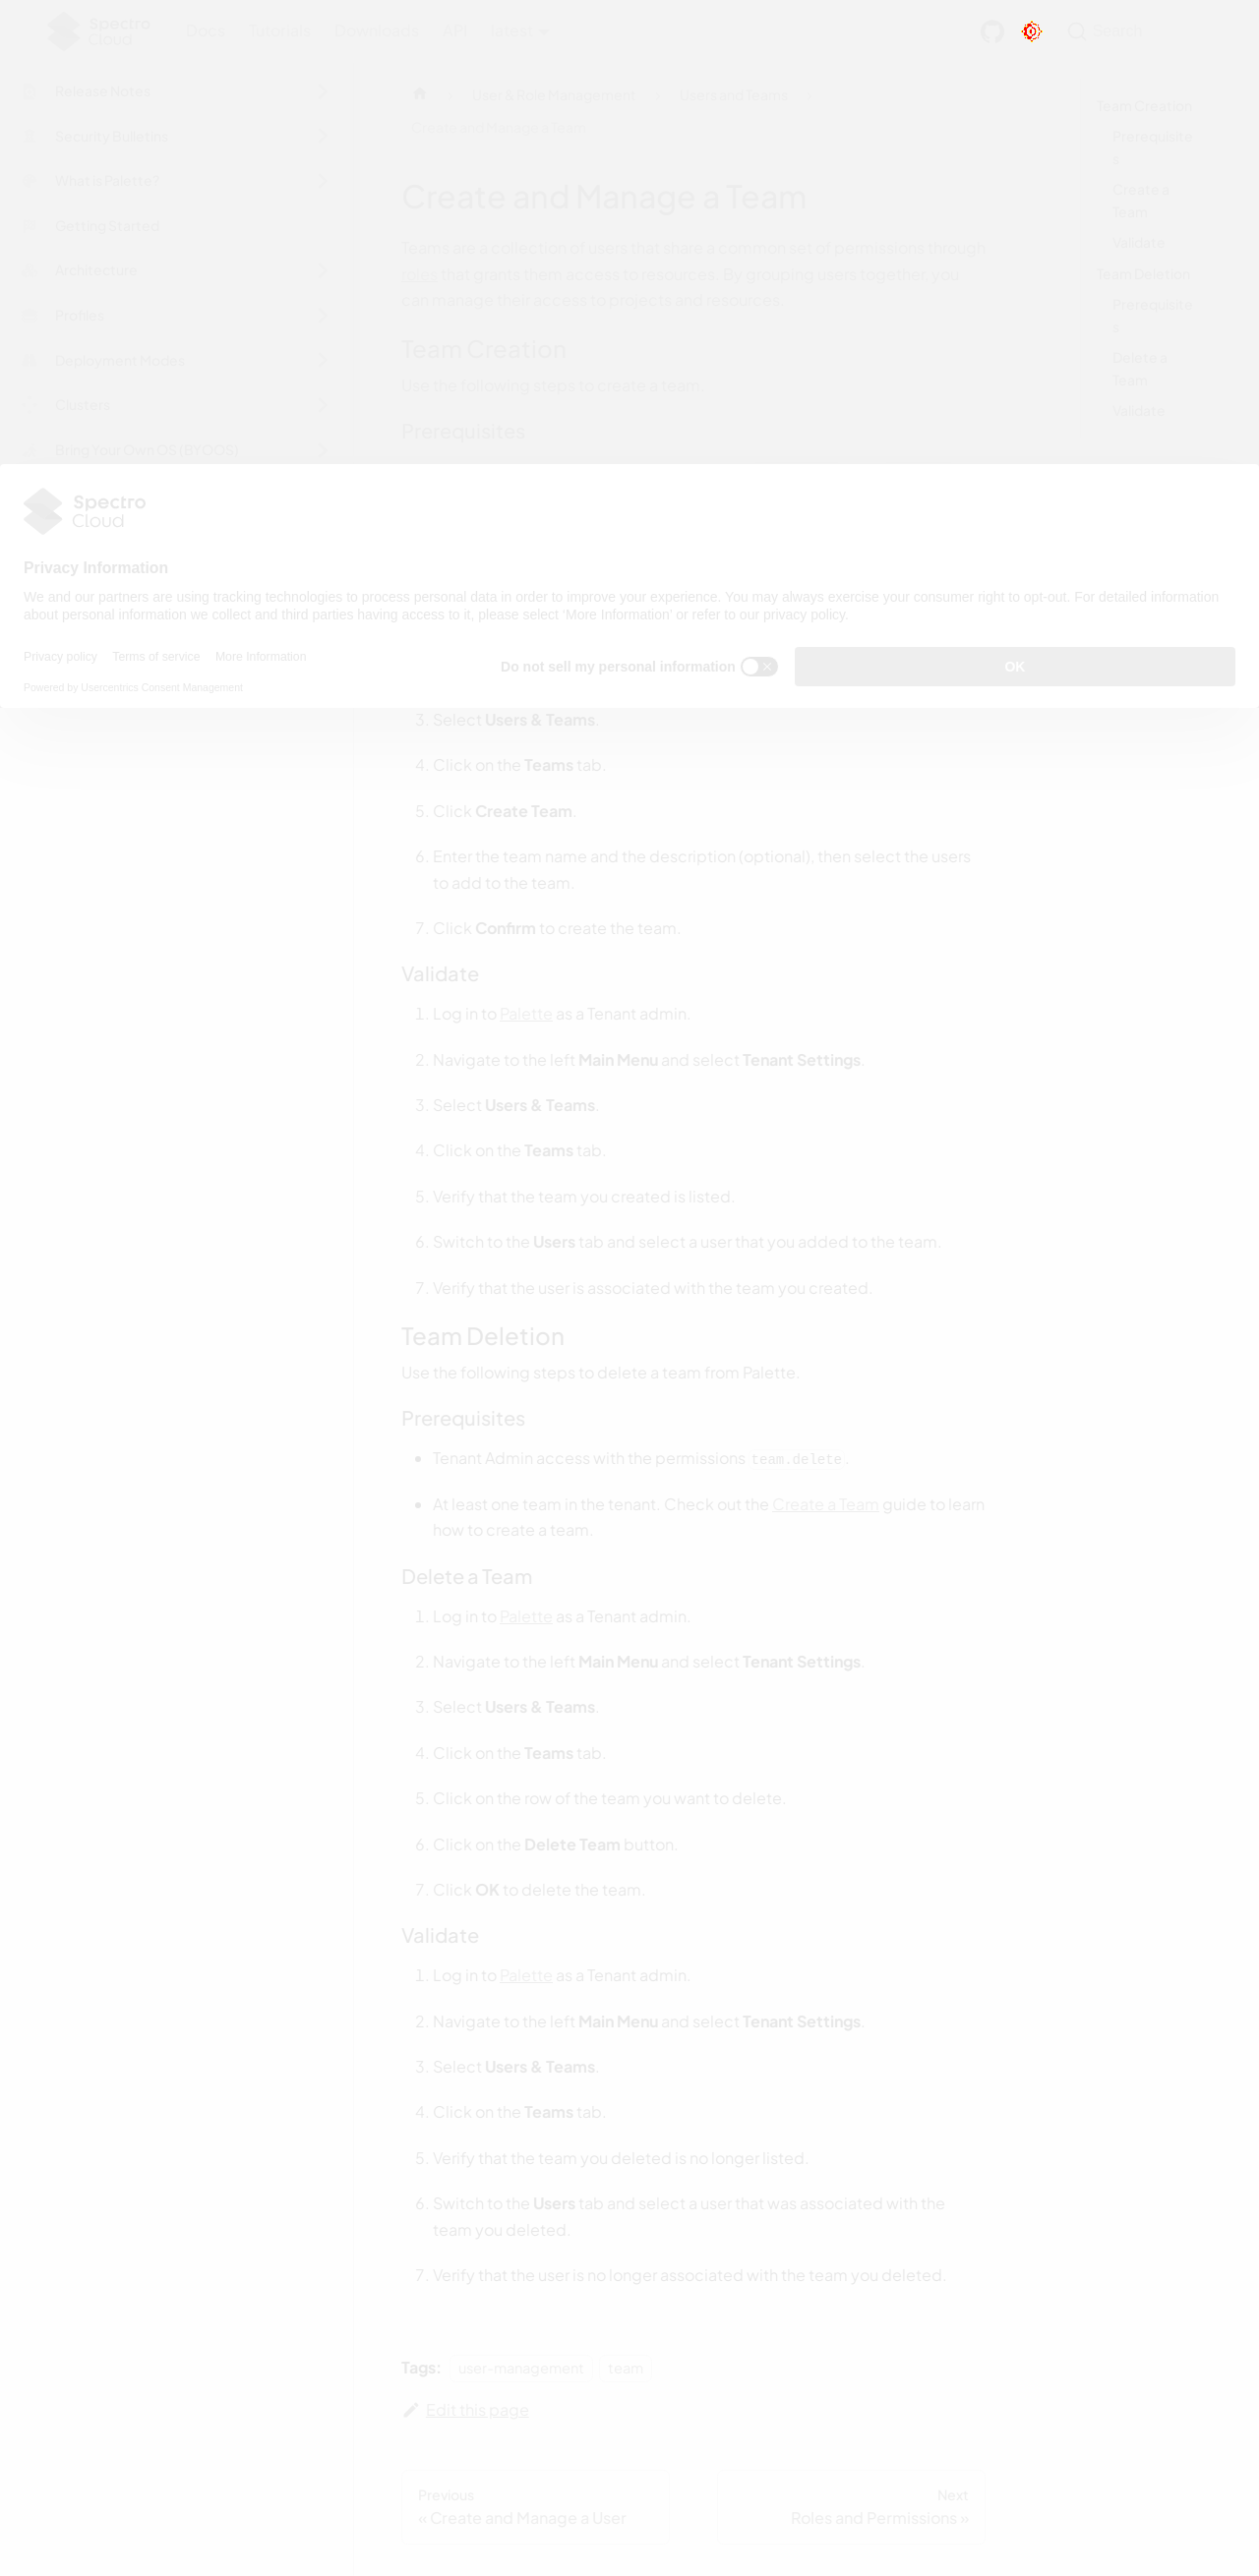 Spectro
Cloud
Docs
Tutorials
Downloads
API
latest
Search
Release Notes
Security Bulletins
What is Palette?
Getting Started
Architecture
Profiles
Deployment Modes
Clusters
Bring Your Own OS (BYOOS)
User & Role Management
Users and Teams
Create and Manage a Team
Create and Manage a Team
Teams are a collection of users that share a common set of permissions through
roles that grants them access to resources. By grouping users together, you
can manage their access to projects and resources.
Team Creation
Use the following steps to create a team.
Prerequisites
Team Creation
Prerequisite
s
Create a
Team
Validate
Team Deletion
Prerequisite
s
Delete a
Team
Validate
Spectro
Cloud
Privacy Information
We and our partners are using tracking technologies to process personal data in order to improve your experience. You may always exercise your consumer right to opt-out. For detailed information
about personal information we collect and third parties having access to it, please select ‘More Information’ or refer to our privacy policy.
Privacy policy
Terms of service
More Information
Powered by Usercentrics Consent Management
Do not sell my personal information
OK
3. Select Users & Teams.
4. Click on the Teams tab.
5. Click Create Team.
6. Enter the team name and the description (optional), then select the users
to add to the team.
7. Click Confirm to create the team.
Validate
1. Log in to Palette as a Tenant admin.
2. Navigate to the left Main Menu and select Tenant Settings.
3. Select Users & Teams.
4. Click on the Teams tab.
5. Verify that the team you created is listed.
6. Switch to the Users tab and select a user that you added to the team.
7. Verify that the user is associated with the team you created.
Team Deletion
Use the following steps to delete a team from Palette.
Prerequisites
• Tenant Admin access with the permissions team.delete.
• At least one team in the tenant. Check out the Create a Team guide to learn
how to create a team.
Delete a Team
1. Log in to Palette as a Tenant admin.
2. Navigate to the left Main Menu and select Tenant Settings.
3. Select Users & Teams.
4. Click on the Teams tab.
5. Click on the row of the team you want to delete.
6. Click on the Delete Team button.
7. Click OK to delete the team.
Validate
1. Log in to Palette as a Tenant admin.
2. Navigate to the left Main Menu and select Tenant Settings.
3. Select Users & Teams.
4. Click on the Teams tab.
5. Verify that the team you deleted is no longer listed.
6. Switch to the Users tab and select a user that was associated with the
team you deleted.
7. Verify that the user is no longer associated with the team you deleted.
Tags:
user-management
team
Edit this page
Previous
« Create and Manage a User
Next
Roles and Permissions »